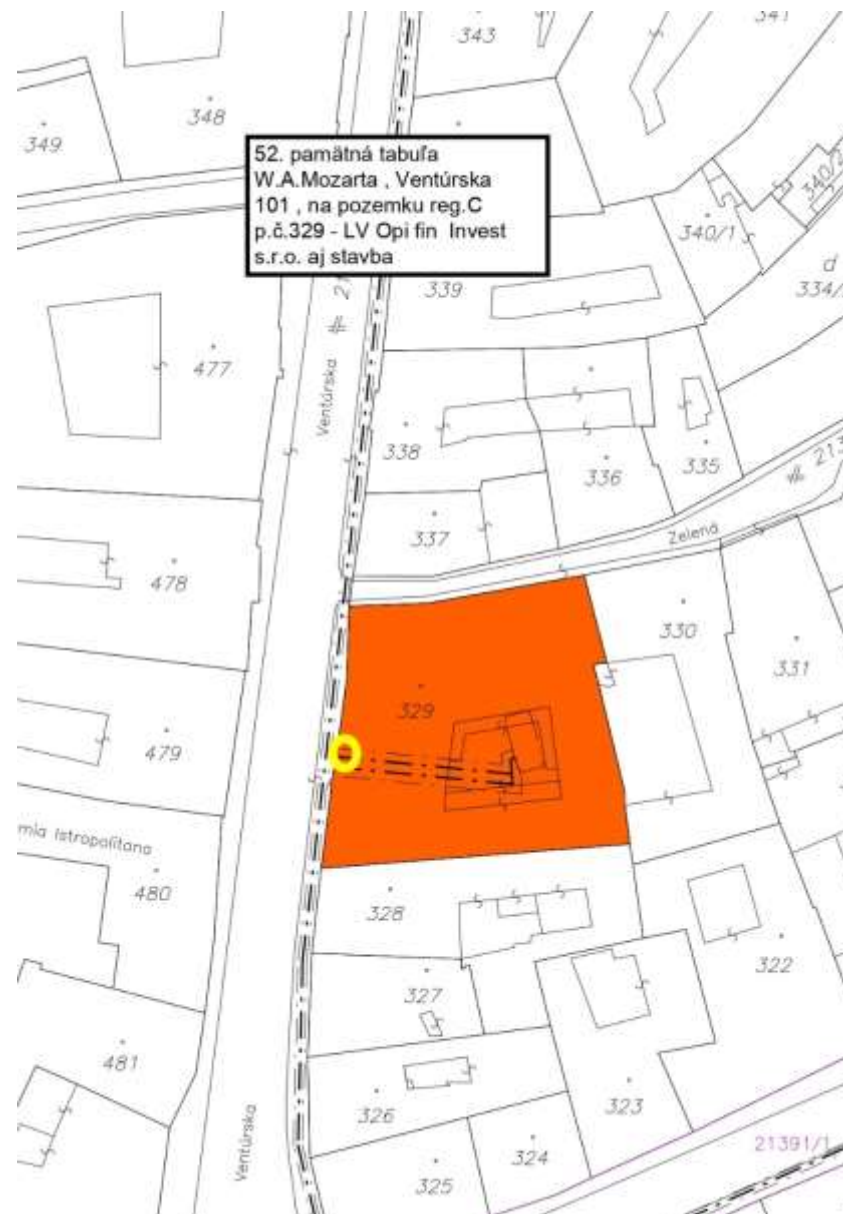 343
341
348
349
52. pamätná tabuľa
W.A.Mozarta , Ventúrska
101 , na pozemku reg.C
p.č.329 - LV Opi fin Invest
s.r.o. aj stavba
340/1
d
339
477
Ventúrska
338
336
335
337
Zelená
478
330
331
329
479
mia Istropolitana
480
328
322
327
481
326
323
Ventúrska
21391/1
324
325